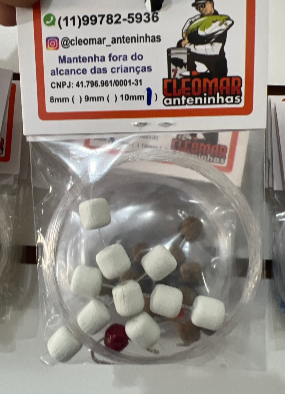 (11)99782-5936
@cleomar_anteninhas
Mantenha fora do
alcance das crianças
CNPJ: 41.796.961/0001-31
8mm ( ) 9mm ( ) 10mm )
CLEOMAR
anteninhas